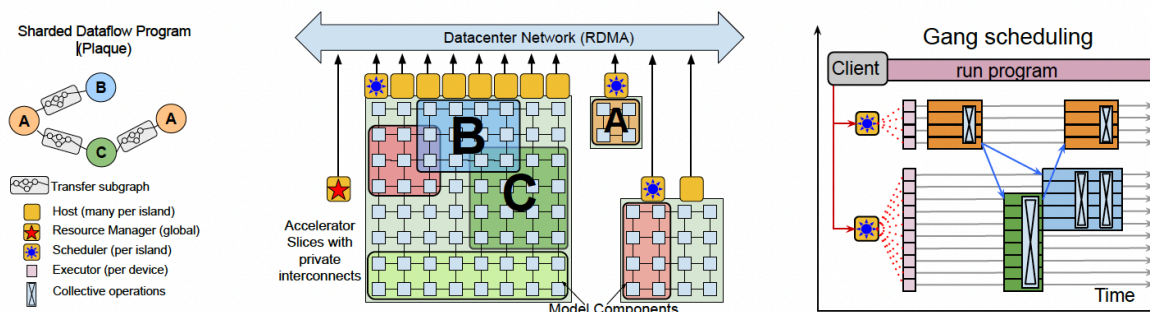 Sharded Dataflow Program
(Plaque)
B
A
A
C
Transfer subgraph
Host (many per island)
Resource Manager (global)
Scheduler (per island)
Executor (per device)
Collective operations
Datacenter Network (RDMA)
B
A
C
Accelerator
Slices with
private
interconnects
Model Components
Gang scheduling
Client
run program
Time